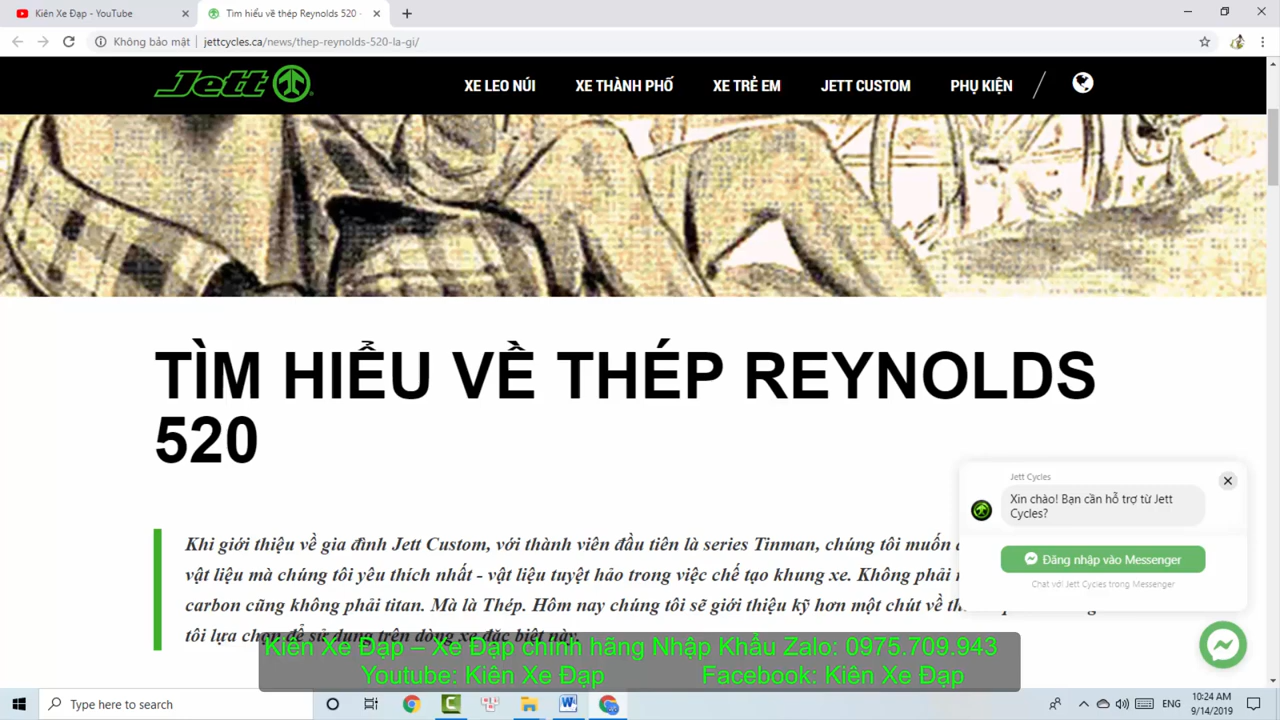 Kiên Xe Đạp - YouTube
Tìm hiểu về thép Reynolds 520 -
Không bảo mật
jettcycles.ca/news/thep-reynolds-520-la-gi/
Jett
XE LEO NÚI
XE THÀNH PHỐ
XE TRẺ EM
JETT CUSTOM
PHỤ KIỆN
TÌM HIỂU VỀ THÉP REYNOLDS
520
Khi giới thiệu về gia đình Jett Custom, với thành viên đầu tiên là series Tinman, chúng tôi muốn
vật liệu mà chúng tôi yêu thích nhất - vật liệu tuyệt hảo trong việc chế tạo khung xe. Không phải
carbon cũng không phải titan. Mà là Thép. Hôm nay chúng tôi sẽ giới thiệu kỹ hơn một chút về
tôi lựa chọn để sử dụng trên dòng xe đặc biệt này.
Jett Cycles
Xin chào! Bạn cần hỗ trợ từ Jett
Cycles?
Đăng nhập vào Messenger
Chat với Jett Cycles trong Messenger
Kiên Xe Đạp – Xe Đạp chính hãng Nhập Khẩu Zalo: 0975.709.943
Youtube: Kiên Xe Đạp Facebook: Kiên Xe Đạp
Type here to search
ENG
10:24 AM
9/14/2019